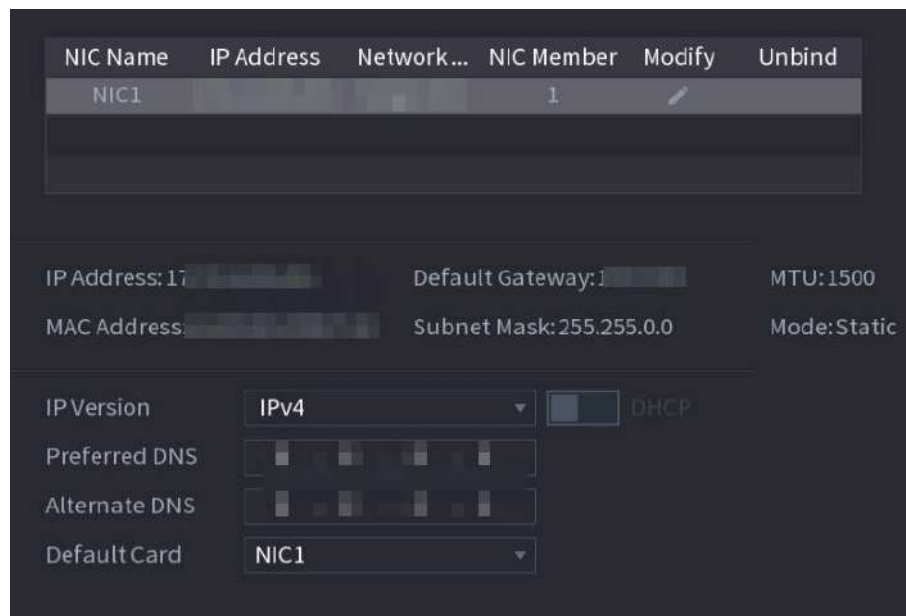 NIC Name IP Address Network... NIC Member Modify Unbind
NIC1 1
IP Address:17 Default Gateway:1 MTU:1500
MAC Address: Subnet Mask:255.255.0.0 Mode:Static
IP Version IPv4 DHCP
Preferred DNS
Alternate DNS
Default Card NIC1